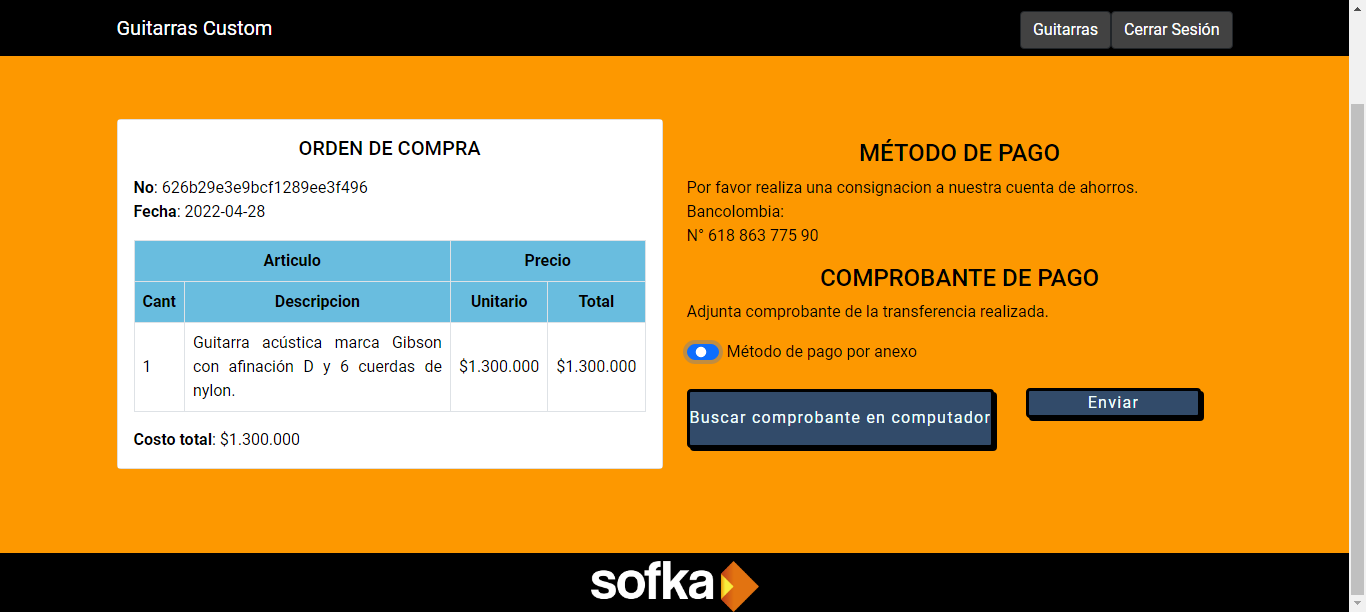 Guitarras Custom
Guitarras
Cerrar Sesión
ORDEN DE COMPRA
No: 626b29e3e9bcf1289ee3f496
Fecha: 2022-04-28
Articulo
Precio
Cant
Descripcion
Unitario
Total
1
Guitarra acústica marca Gibson
con afinación D y 6 cuerdas de
nylon.
$1.300.000
$1.300.000
Costo total: $1.300.000
MÉTODO DE PAGO
Por favor realiza una consignacion a nuestra cuenta de ahorros.
Bancolombia:
N° 618 863 775 90
COMPROBANTE DE PAGO
Adjunta comprobante de la transferencia realizada.
Método de pago por anexo
Buscar comprobante en computador
Enviar
sofka